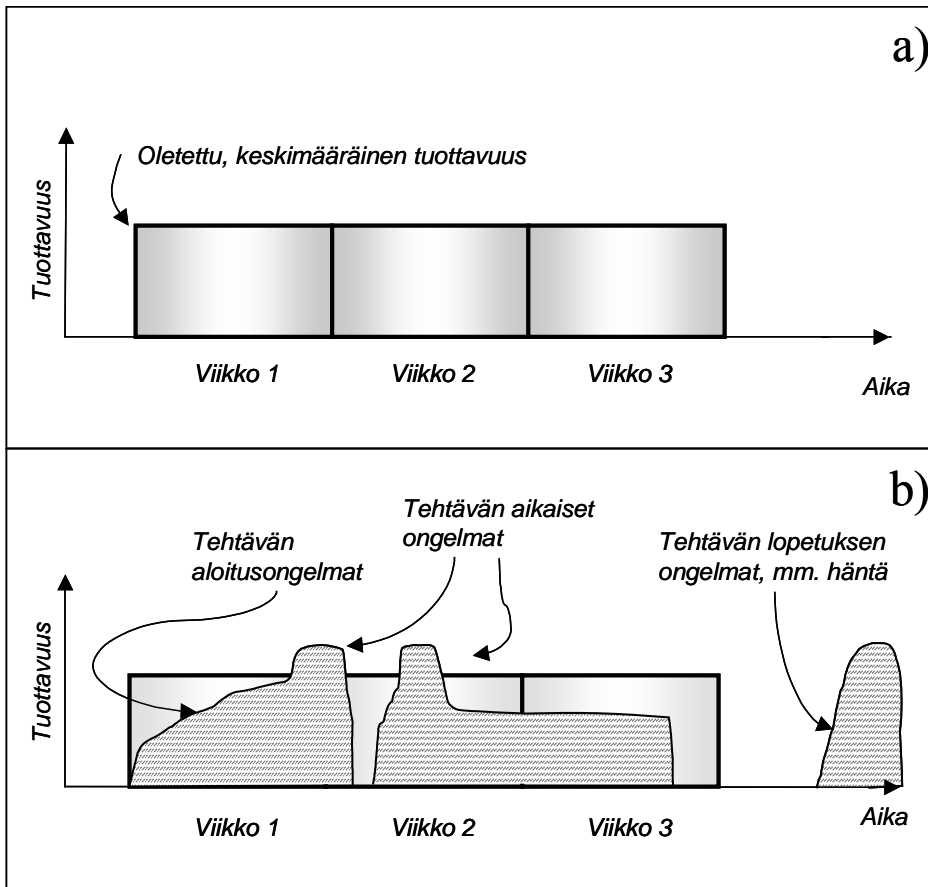 a)
Oletettu, keskimääräinen tuottavuus
Tuottavuus
Viikko 1
Viikko 2
Viikko 3
Aika
b)
Tehtävän aikaiset
ongelmat
Tehtävän
aloitusongelmat
Tehtävän lopetuksen
ongelmat, mm. häntä
Tuottavuus
Viikko 1
Viikko 2
Viikko 3
Aika